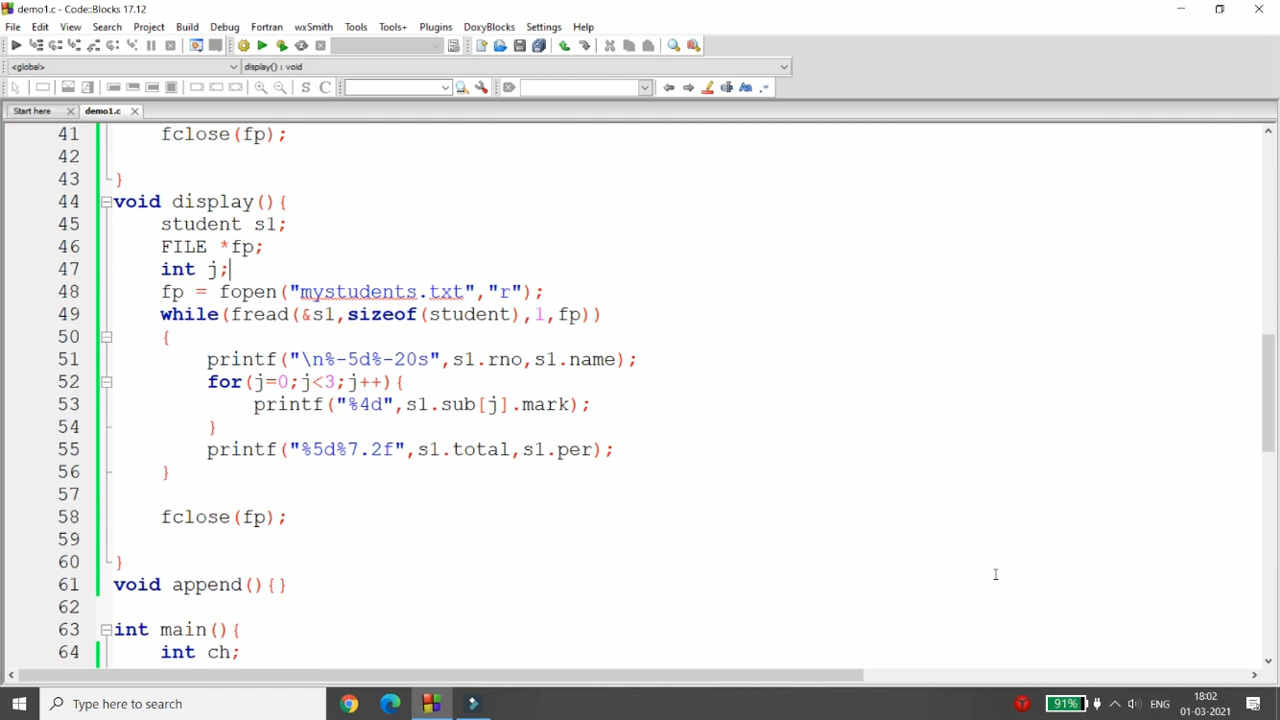 demo1.c - Code::Blocks 17.12
File Edit View Search Project Build Debug Fortran wxSmith Tools Tools+ Plugins DoxyBlocks Settings Help
<global> display() : void
Start here demo1.c
41 fclose(fp);
42
43 }
44 void display(){
45 student s1;
46 FILE *fp;
47 int j;
48 fp = fopen("mystudents.txt","r");
49 while(fread(&s1,sizeof(student),1,fp))
50 {
51 printf("\n%-5d%-20s",s1.rno,s1.name);
52 for(j=0;j<3;j++){
53 printf("%4d",s1.sub[j].mark);
54 }
55 printf("%5d%7.2f",s1.total,s1.per);
56 }
57
58 fclose(fp);
59
60 }
61 void append(){}
62
63 int main(){
64 int ch;
Type here to search 91% ENG 18:02
01-03-2021